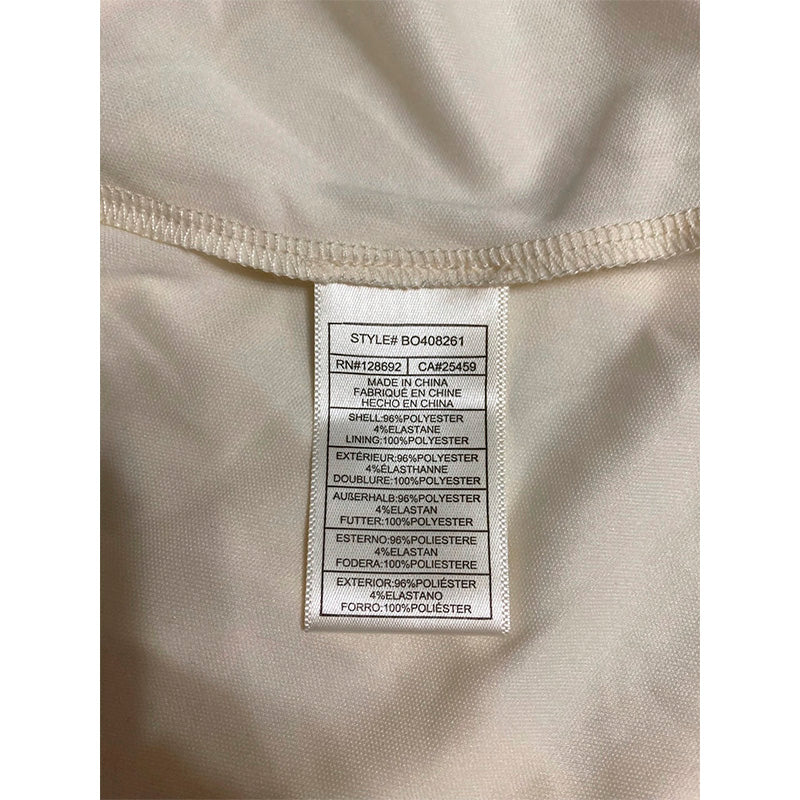 STYLE# BO408261
RN#128692 CA#25459
MADE IN CHINA
FABRIQUÉ EN CHINE
HECHO EN CHINA
SHELL:96%POLYESTER
4%ELASTANE
LINING:100%POLYESTER
EXTÉRIEUR:96%POLYESTER
4%ÉLASTHANNE
DOUBLURE:100%POLYESTER
AUßERHALB:96%POLYESTER
4%ELASTAN
FUTTER:100%POLYESTER
ESTERNO:96%POLIESTERE
4%ELASTAN
FODERA:100%POLIESTERE
EXTERIOR:96%POLIÉSTER
4%ELASTANO
FORRO:100%POLIÉSTER